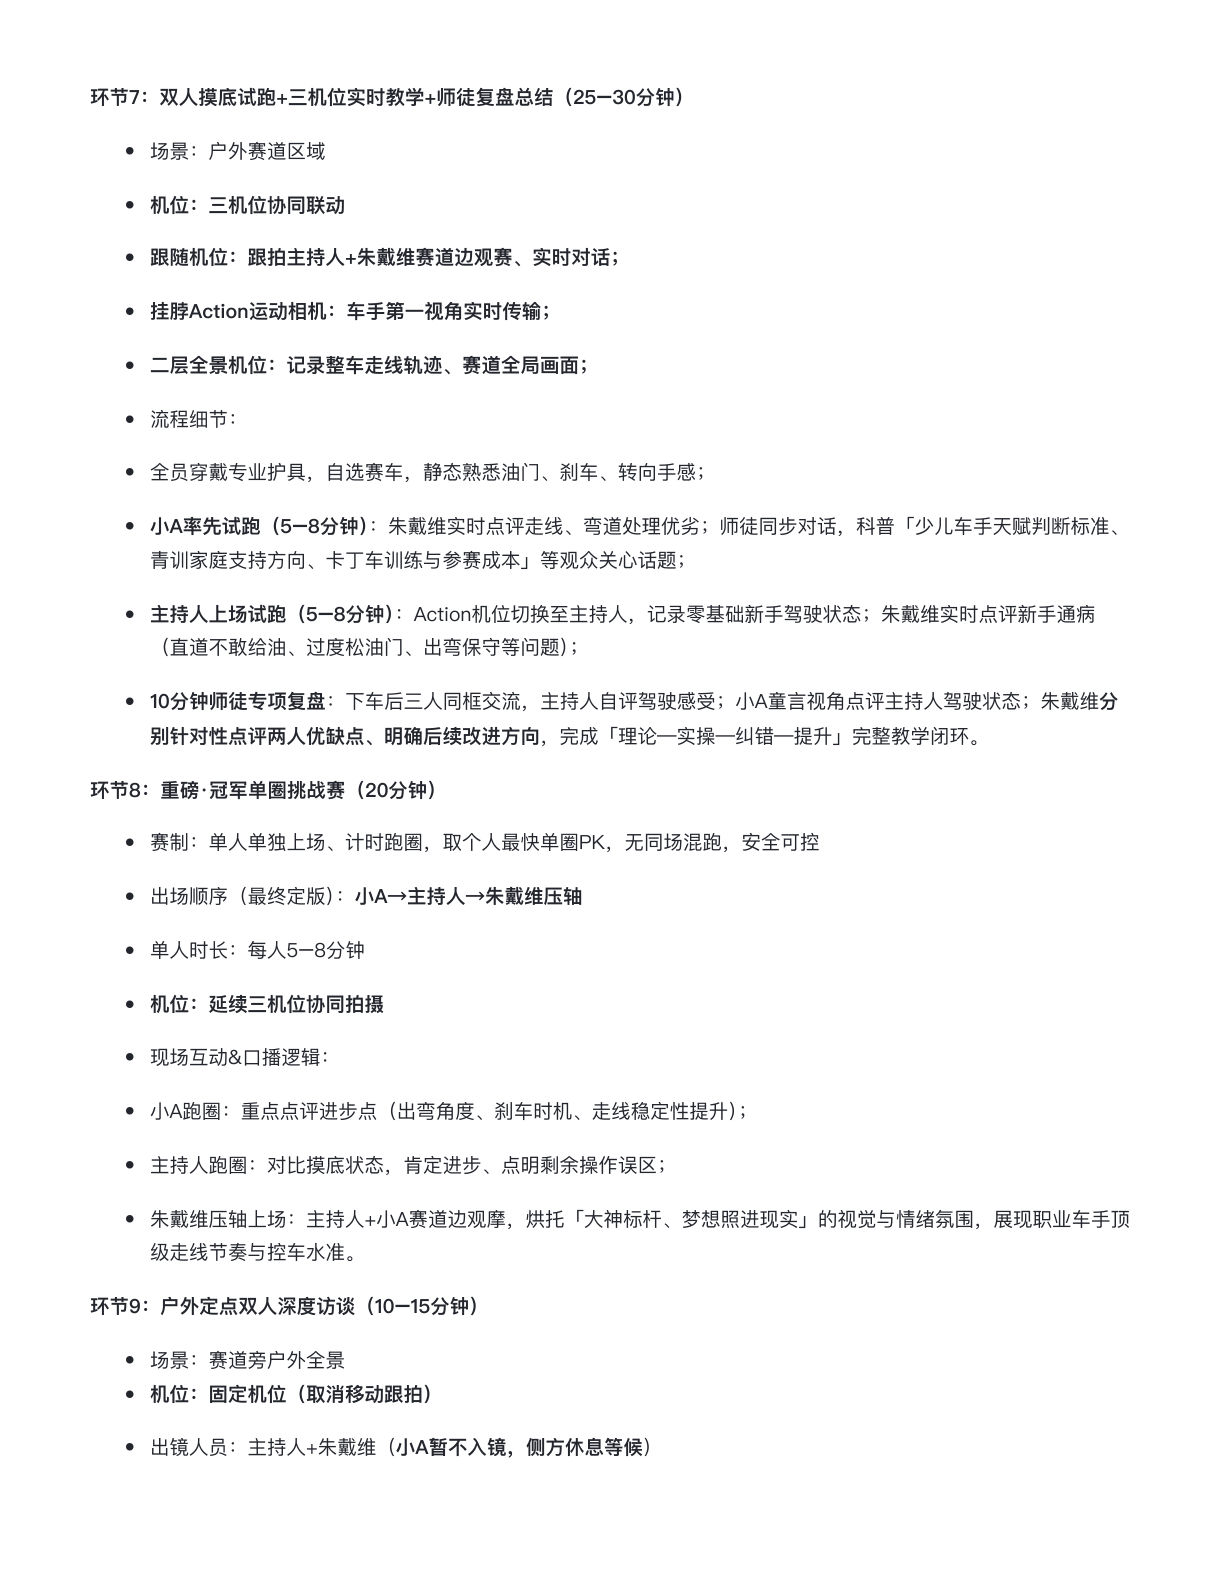 环节7：双人摸底试跑+三机位实时教学+师徒复盘总结（25—30分钟）
• 场景：户外赛道区域
• 机位：三机位协同联动
• 跟随机位：跟拍主持人+朱戴维赛道边观赛、实时对话；
• 挂脖Action运动相机：车手第一视角实时传输；
• 二层全景机位：记录整车走线轨迹、赛道全局画面；
• 流程细节：
• 全员穿戴专业护具，自选赛车，静态熟悉油门、刹车、转向手感；
• 小A率先试跑（5—8分钟）：朱戴维实时点评走线、弯道处理优劣；师徒同步对话，科普「少儿车手天赋判断标准、
青训家庭支持方向、卡丁车训练与参赛成本」等观众关心话题；
• 主持人上场试跑（5—8分钟）：Action机位切换至主持人，记录零基础新手驾驶状态；朱戴维实时点评新手通病
（直道不敢给油、过度松油门、出弯保守等问题）；
• 10分钟师徒专项复盘：下车后三人同框交流，主持人自评驾驶感受；小A童言视角点评主持人驾驶状态；朱戴维分
别针对性点评两人优缺点、明确后续改进方向，完成「理论—实操—纠错—提升」完整教学闭环。
环节8：重磅·冠军单圈挑战赛（20分钟）
• 赛制：单人单独上场、计时跑圈，取个人最快单圈PK，无同场混跑，安全可控
• 出场顺序（最终定版）：小A→主持人→朱戴维压轴
• 单人时长：每人5—8分钟
• 机位：延续三机位协同拍摄
• 现场互动&口播逻辑：
• 小A跑圈：重点点评进步点（出弯角度、刹车时机、走线稳定性提升）；
• 主持人跑圈：对比摸底状态，肯定进步、点明剩余操作误区；
• 朱戴维压轴上场：主持人+小A赛道边观摩，烘托「大神标杆、梦想照进现实」的视觉与情绪氛围，展现职业车手顶
级走线节奏与控车水准。
环节9：户外定点双人深度访谈（10—15分钟）
• 场景：赛道旁户外全景
• 机位：固定机位（取消移动跟拍）
• 出镜人员：主持人+朱戴维（小A暂不入镜，侧方休息等候）